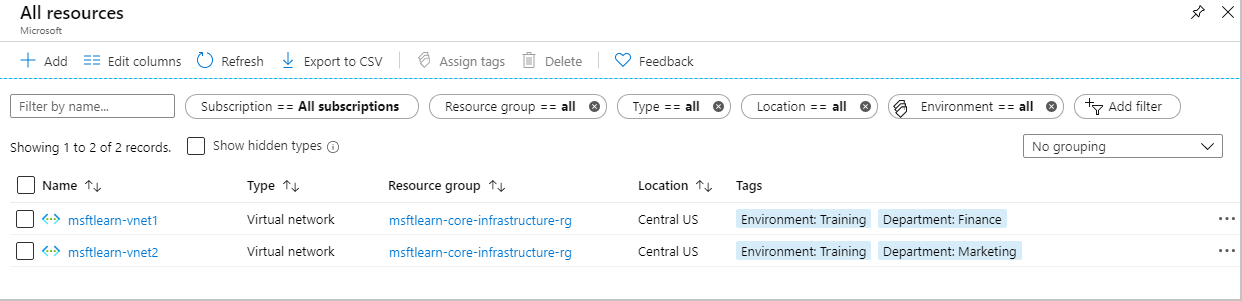 All resources
Microsoft
Add Edit columns Refresh Export to CSV Assign tags Delete Feedback
Filter by name... Subscription == All subscriptions Resource group == all Type == all Location == all Environment == all Add filter
Showing 1 to 2 of 2 records. Show hidden types No grouping
Name Type Resource group Location Tags
msftlearn-vnet1 Virtual network msftlearn-core-infrastructure-rg Central US Environment: Training Department: Finance
msftlearn-vnet2 Virtual network msftlearn-core-infrastructure-rg Central US Environment: Training Department: Marketing